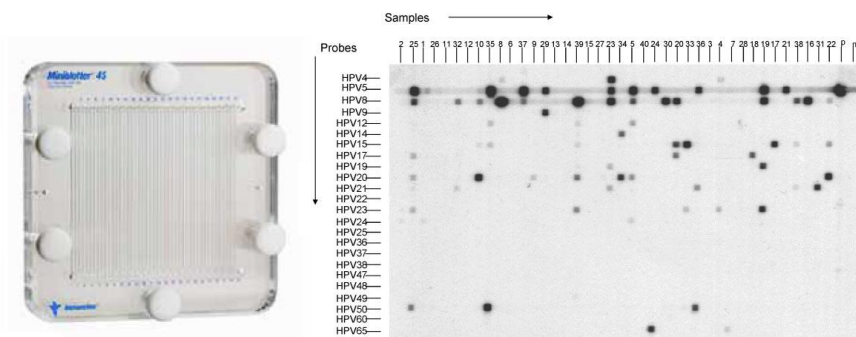 Samples
Probes
2 25 1 26 11 32 12 10 35 8 6 37 9 29 13 14 39 15 27 23 34 5 40 24 30 20 33 36 3 4 7 28 18 19 17 21 38 16 31 22 p n
Miniblotter 45
HPV4
HPV5
HPV8
HPV9
HPV12
HPV14
HPV15
HPV17
HPV19
HPV20
HPV21
HPV22
HPV23
HPV24
HPV25
HPV36
HPV37
HPV38
HPV47
HPV48
HPV49
HPV50
HPV60
HPV65